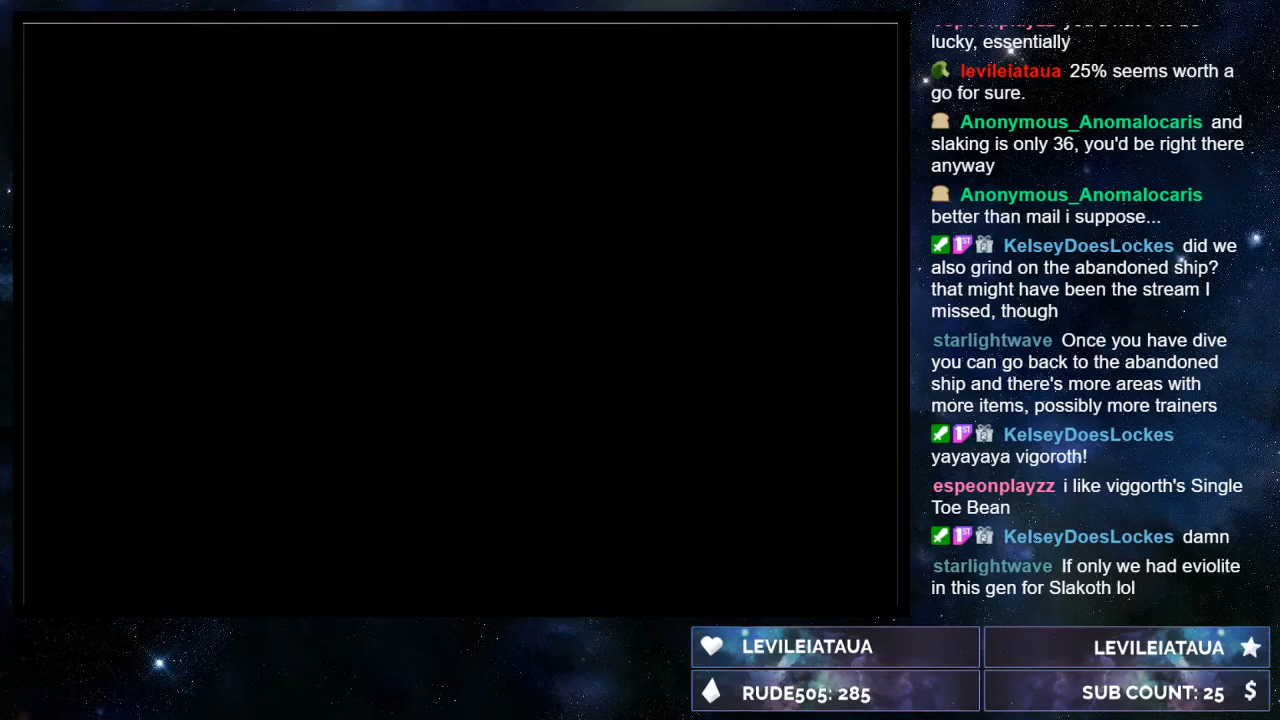 lucky, essentially
levileiataua 25% seems worth a
go for sure.
Anonymous_Anomalocaris and
slaking is only 36, you'd be right there
anyway
Anonymous_Anomalocaris
better than mail i suppose...
KelseyDoesLockes did we
also grind on the abandoned ship?
that might have been the stream I
missed, though
starlightwave Once you have dive
you can go back to the abandoned
ship and there's more areas with
more items, possibly more trainers
KelseyDoesLockes
yayayaya vigoroth!
espeonplayzz i like viggorth's Single
Toe Bean
KelseyDoesLockes damn
starlightwave If only we had eviolite
in this gen for Slakoth lol
LEVILEIATAUA
LEVILEIATAUA
RUDE505: 285
SUB COUNT: 25 $